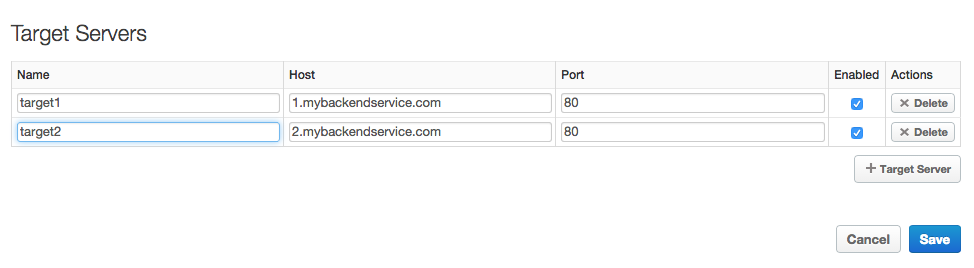 Target Servers
Name Host Port Enabled Actions
target1 1.mybackendservice.com 80 Delete
target2 2.mybackendservice.com 80 Delete
+ Target Server
Cancel Save